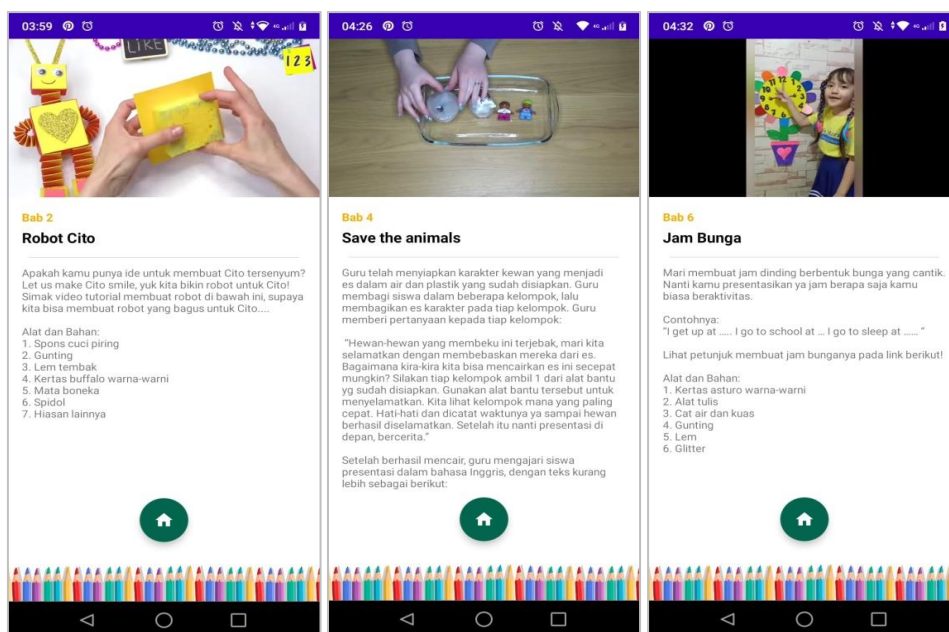 03:59
LIKE
1 2 3
Bab 2
Robot Cito
Apakah kamu punya ide untuk membuat Cito tersenyum?
Let us make Cito smile, yuk kita bikin robot untuk Cito!
Simak video tutorial membuat robot di bawah ini, supaya
kita bisa membuat robot yang bagus untuk Cito....
Alat dan Bahan:
1. Spons cuci piring
2. Gunting
3. Lem tembak
4. Kertas buffalo warna-warni
5. Mata boneka
6. Spidol
7. Hiasan lainnya
04:26
Bab 4
Save the animals
Guru telah menyiapkan karakter kewan yang menjadi
es dalam air dan plastik yang sudah disiapkan. Guru
membagi siswa dalam beberapa kelompok, lalu
membagikan es karakter pada tiap kelompok. Guru
memberi pertanyaan kepada tiap kelompok:
"Hewan-hewan yang membeku ini terjebak, mari kita
selamatkan dengan membebaskan mereka dari es.
Bagaimana kira-kira kita bisa mencairkan es ini secepat
mungkin? Silakan tiap kelompok ambil 1 dari alat bantu
yg sudah disiapkan. Gunakan alat bantu tersebut untuk
menyelamatkan. Kita lihat kelompok mana yang paling
cepat. Hati-hati dan dicatat waktunya ya sampai hewan
berhasil diselamatkan. Setelah itu nanti presentasi di
depan, bercerita."
Setelah berhasil mencair, guru mengajari siswa
presentasi dalam bahasa Inggris, dengan teks kurang
lebih sebagai berikut:
04:32
Bab 6
Jam Bunga
Mari membuat jam dinding berbentuk bunga yang cantik.
Nanti kamu presentasikan ya jam berapa saja kamu
biasa beraktivitas.
Contohnya:
"I get up at ..... I go to school at ... I go to sleep at ...... "
Lihat petunjuk membuat jam bunganya pada link berikut!
Alat dan Bahan:
1. Kertas asturo warna-warni
2. Alat tulis
3. Cat air dan kuas
4. Gunting
5. Lem
6. Glitter